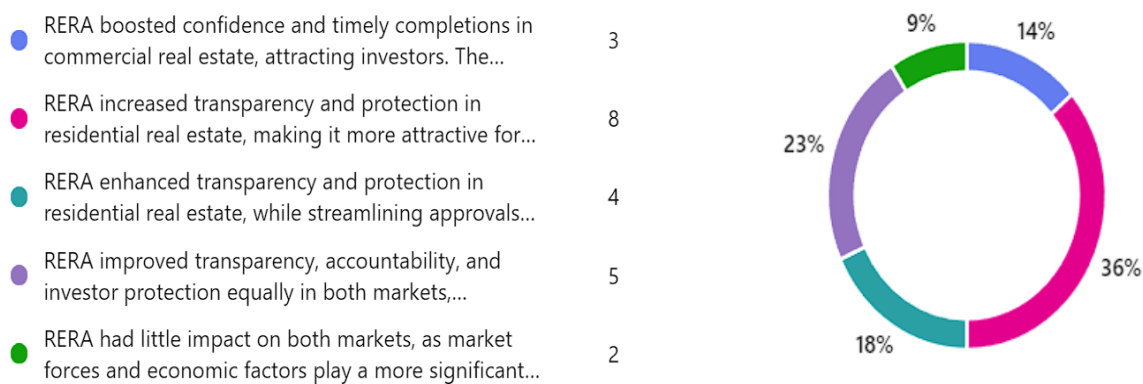 RERA boosted confidence and timely completions in
commercial real estate, attracting investors. The...
3
RERA increased transparency and protection in
residential real estate, making it more attractive for...
8
RERA enhanced transparency and protection in
residential real estate, while streamlining approvals...
4
RERA improved transparency, accountability, and
investor protection equally in both markets,...
5
RERA had little impact on both markets, as market
forces and economic factors play a more significant...
2
9%
14%
23%
36%
18%